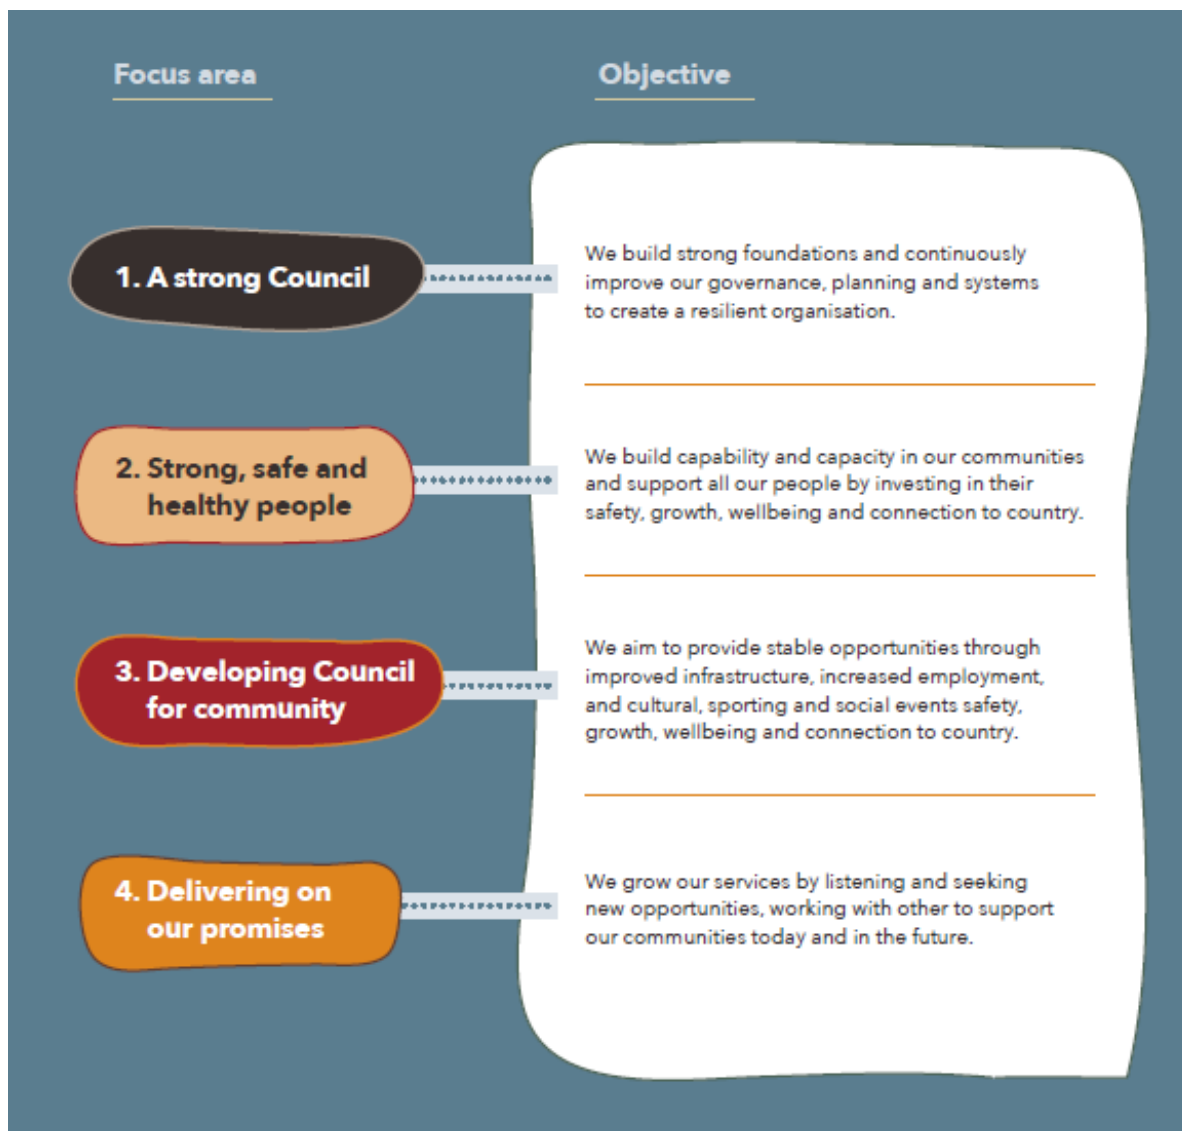 Focus area
Objective
1. A strong Council
We build strong foundations and continuously
improve our governance, planning and systems
to create a resilient organisation.
2. Strong, safe and
healthy people
We build capability and capacity in our communities
and support all our people by investing in their
safety, growth, wellbeing and connection to country.
3. Developing Council
for community
We aim to provide stable opportunities through
improved infrastructure, increased employment,
and cultural, sporting and social events safety,
growth, wellbeing and connection to country.
4. Delivering on
our promises
We grow our services by listening and seeking
new opportunities, working with other to support
our communities today and in the future.